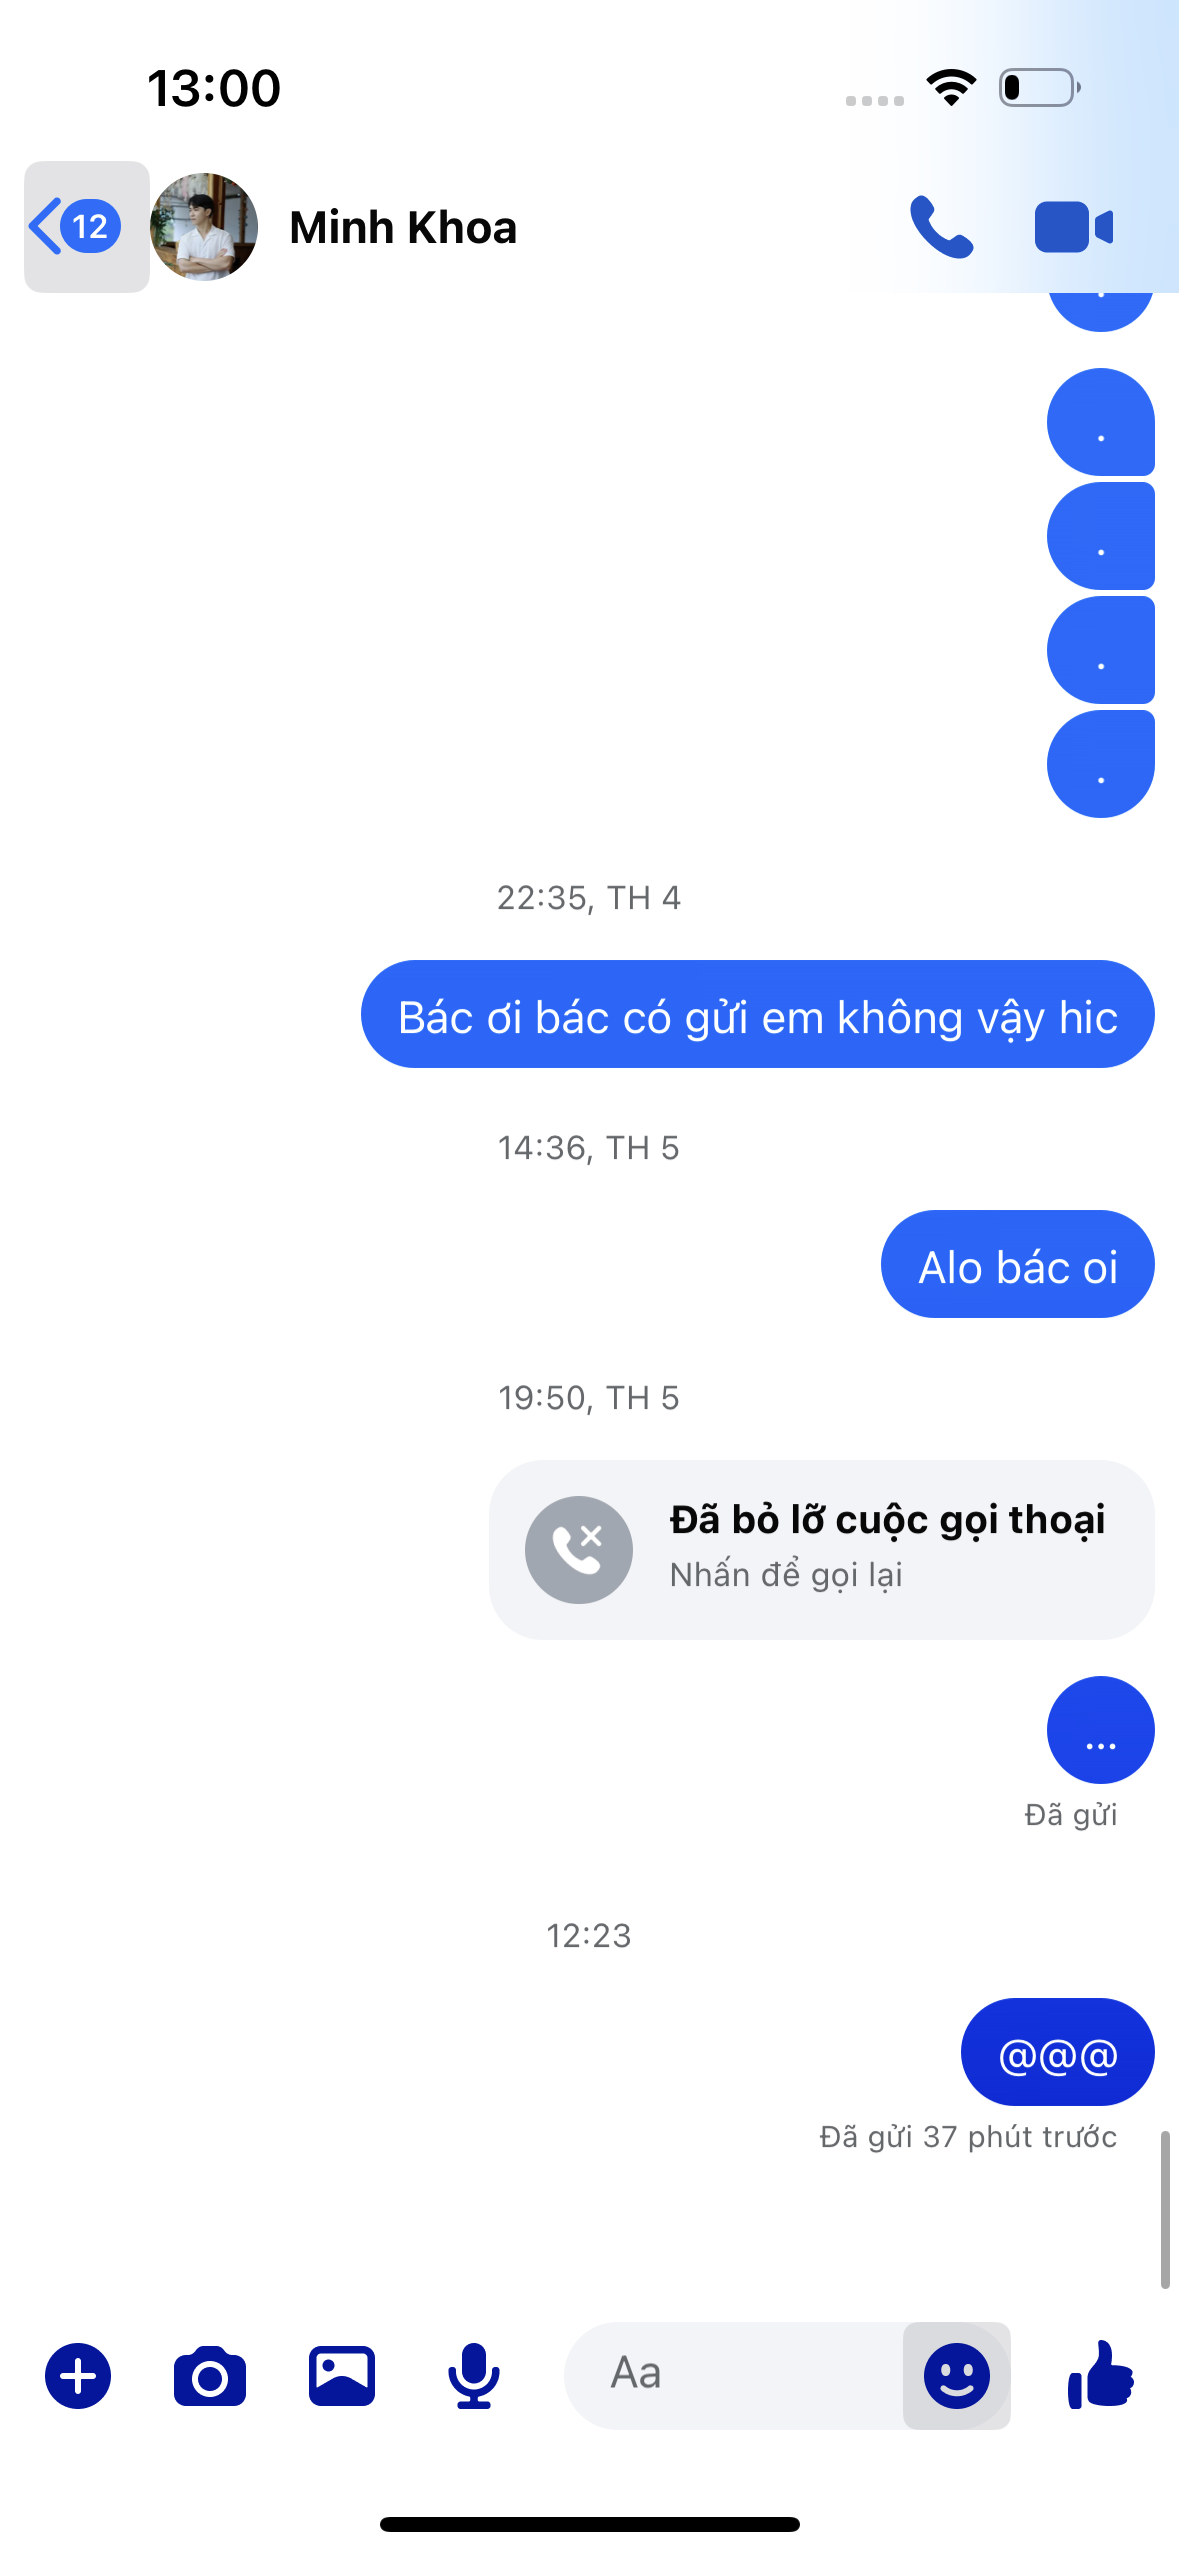 13:00
12
Minh Khoa
.
.
.
.
.
22:35, TH 4
Bác ơi bác có gửi em không vậy hic
14:36, TH 5
Alo bác oi
19:50, TH 5
Đã bỏ lỡ cuộc gọi thoại
Nhấn để gọi lại
...
Đã gửi
12:23
@@@
Đã gửi 37 phút trước
Aa